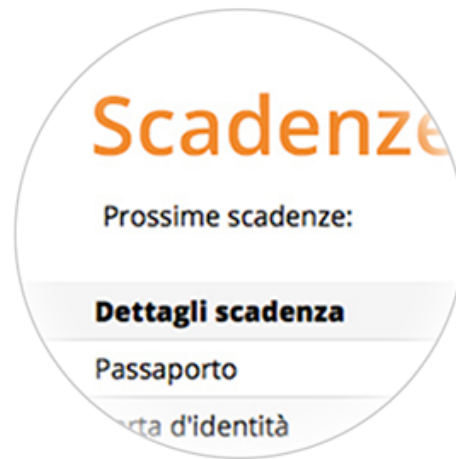 Scadenze
Prossime scadenze:
Dettagli scadenza
Passaporto
d'identità